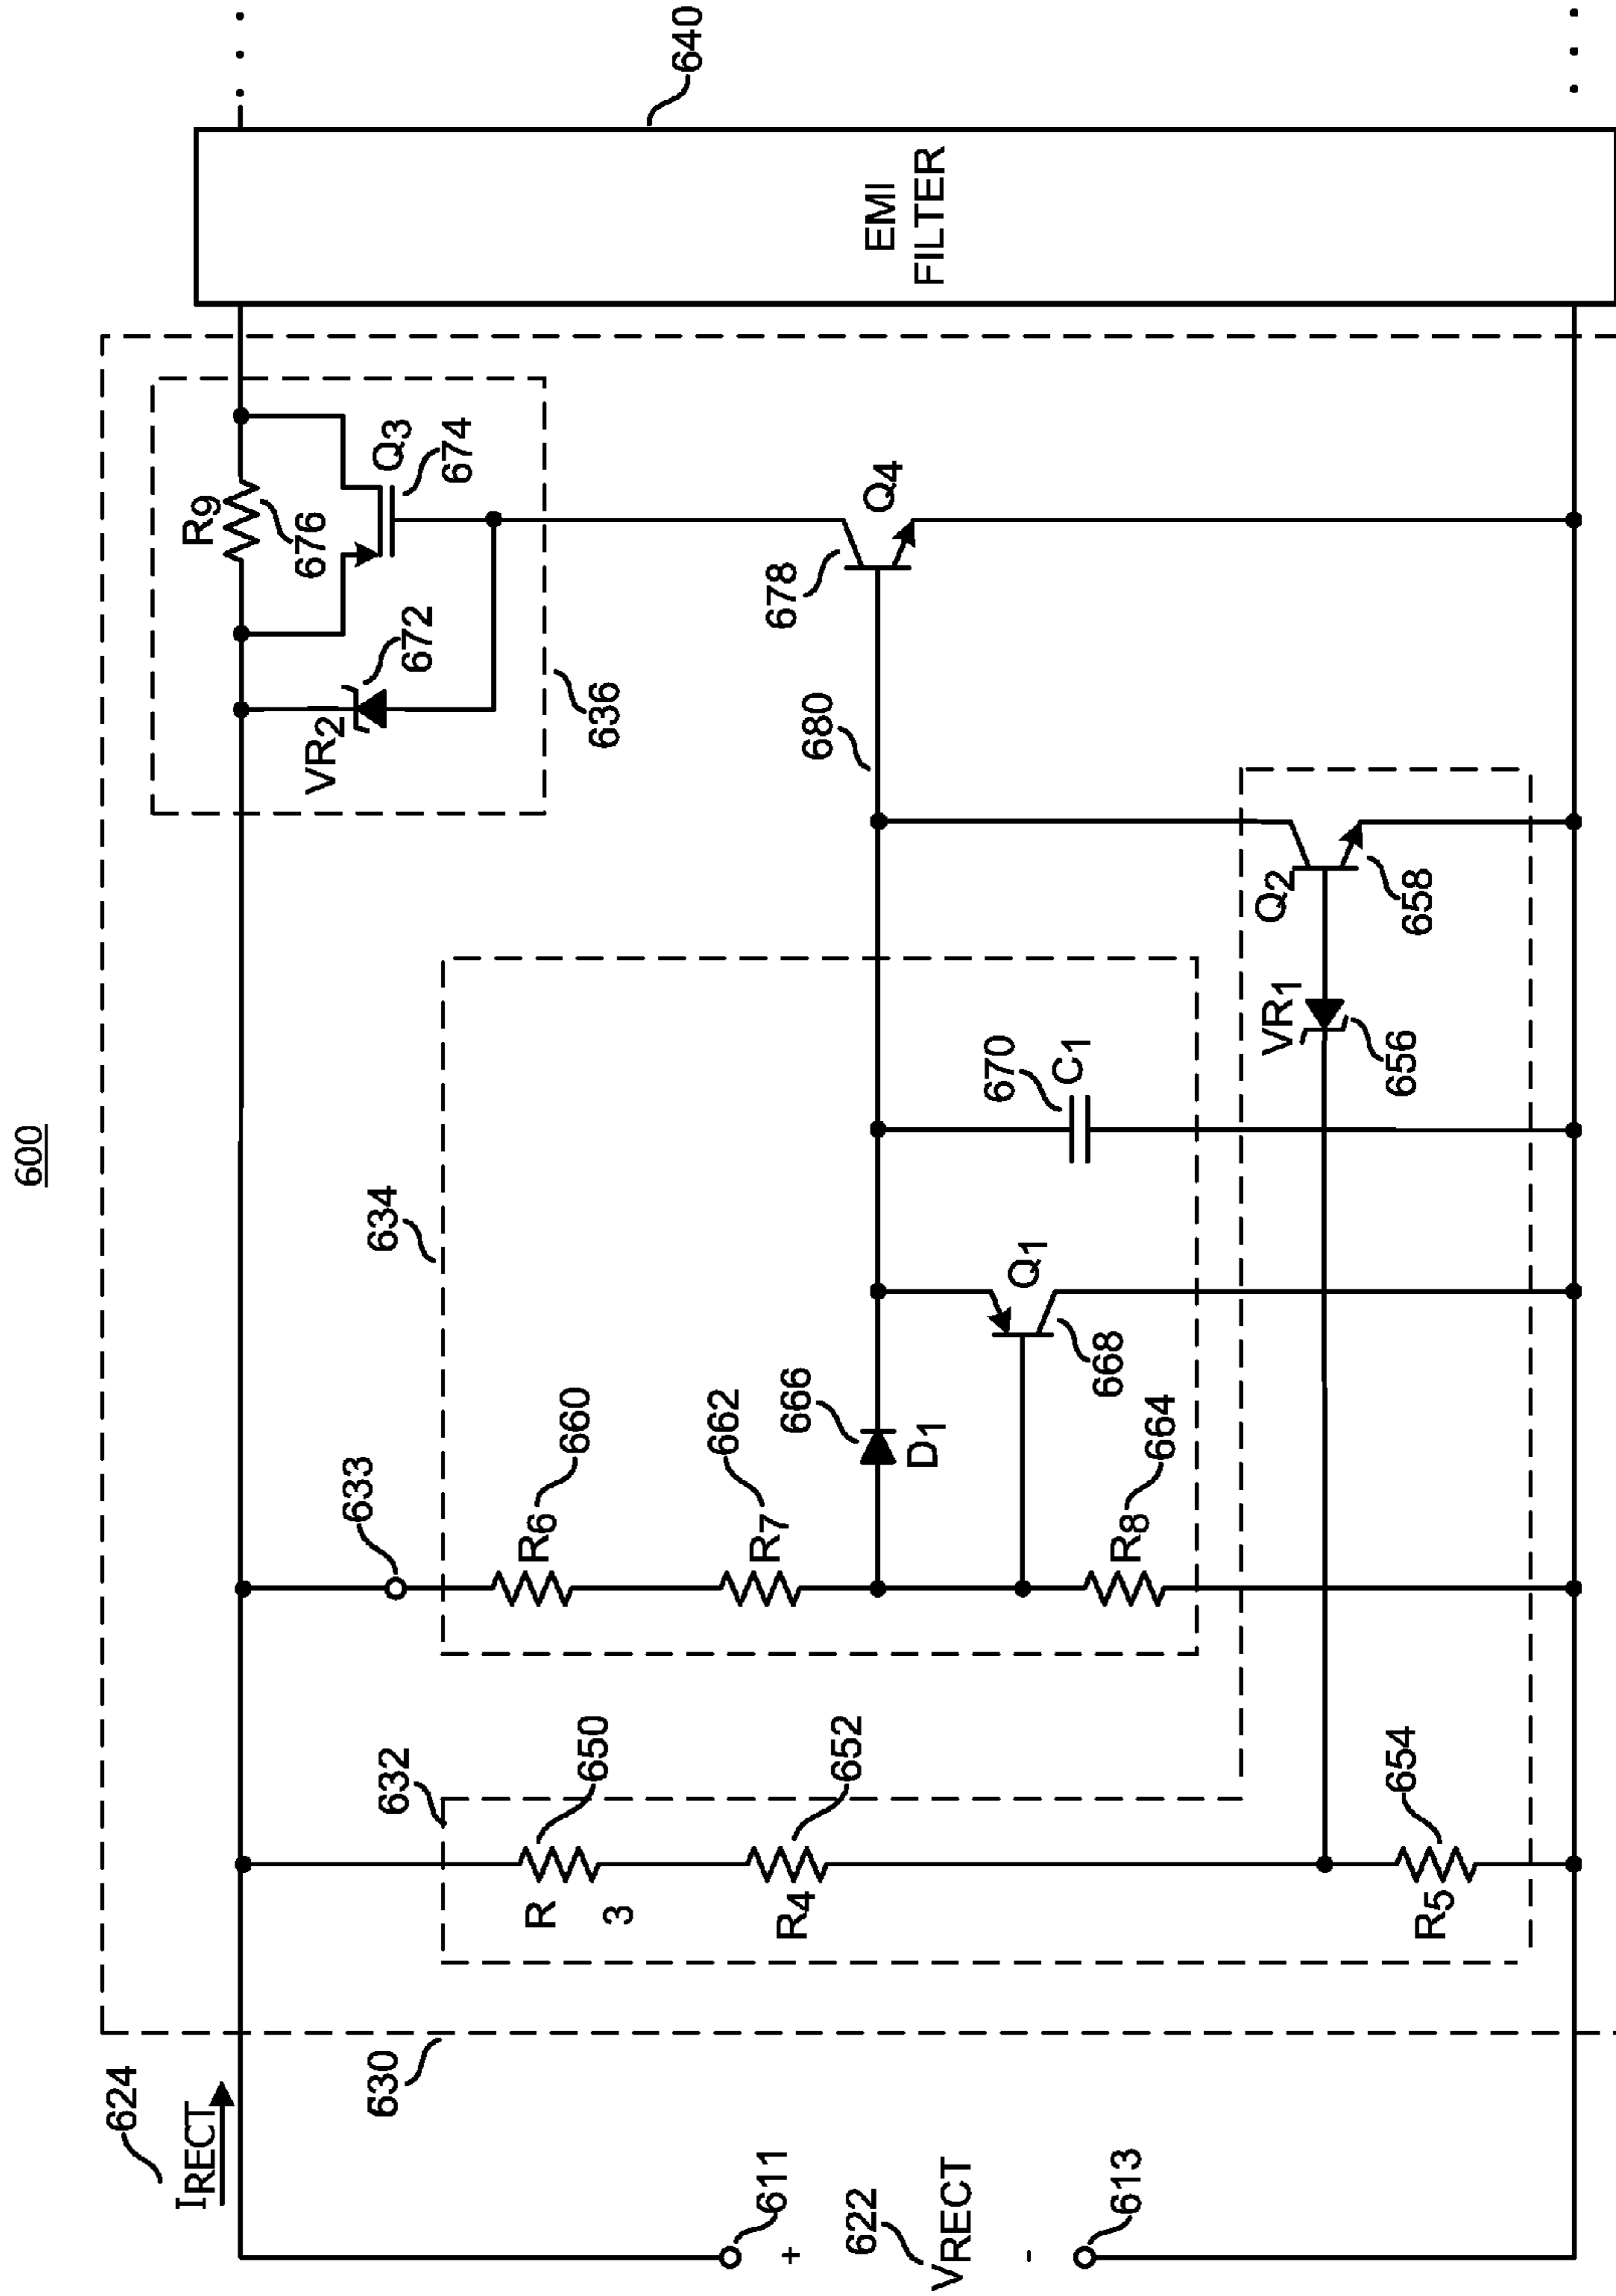 600
624
IRECT
630
611
+
622
VRECT
-
613
632
650
R
3
652
R4
654
R5
633
634
660
R6
662
R7
666
D1
664
R8
668
Q1
670
C1
VR1
656
Q2
658
680
636
VR2
672
R9
676
Q3
674
678
Q4
EMI
FILTER
640